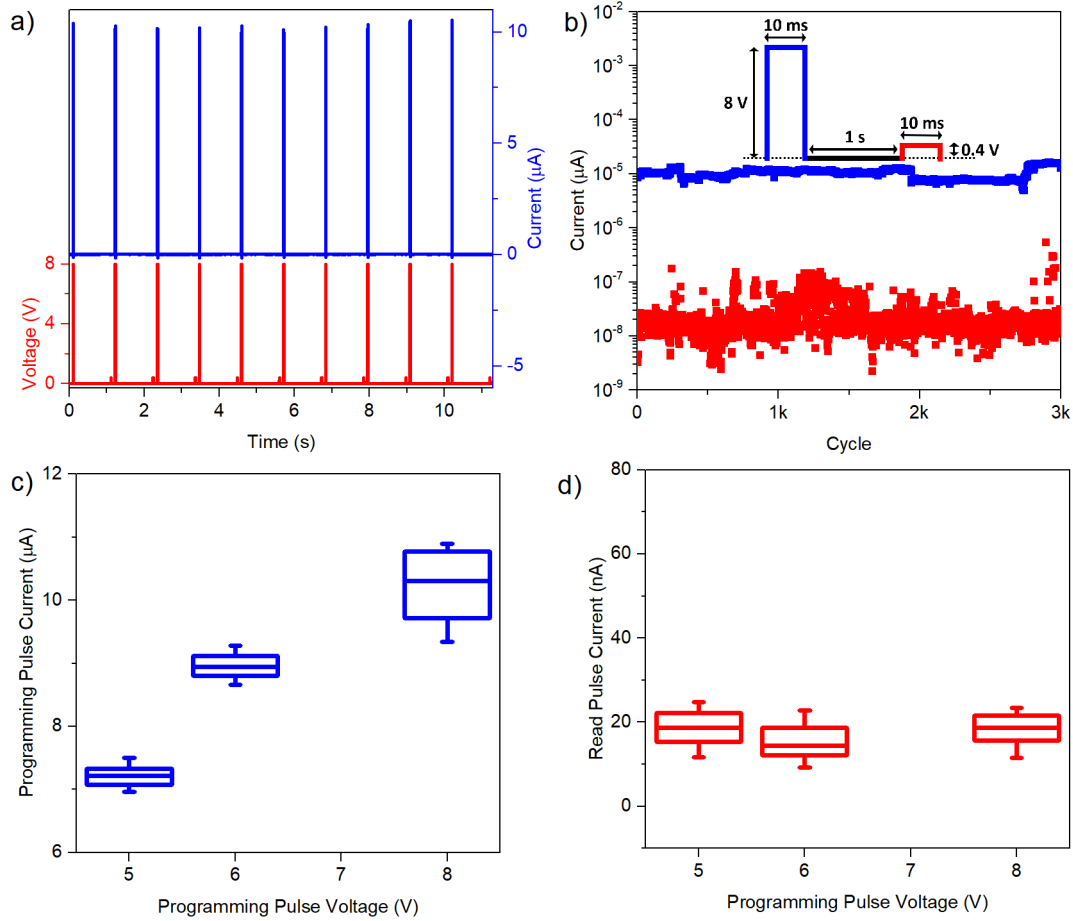 a)
10
5
0
-5
Current (µA)
8
4
0
Voltage (V)
0 2 4 6 8 10
Time (s)
b)
10⁻²
10⁻³
10⁻⁴
10⁻⁵
10⁻⁶
10⁻⁷
10⁻⁸
10⁻⁹
Current (µA)
10 ms
8 V
1 s
10 ms
0.4 V
0 1k 2k 3k
Cycle
c)
12
10
8
6
Programming Pulse Current (µA)
5 6 7 8
Programming Pulse Voltage (V)
d)
80
60
40
20
0
Read Pulse Current (nA)
5 6 7 8
Programming Pulse Voltage (V)